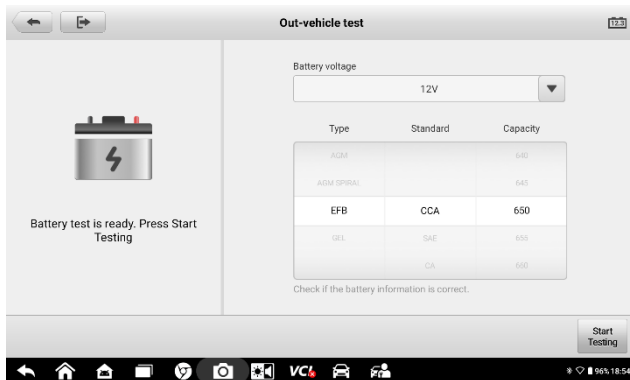 Out-vehicle test
12.3
Battery voltage
12V
Type Standard Capacity
AGM 640
AGM SPIRAL 645
EFB CCA 650
GEL SAE 655
CA 660
Check if the battery information is correct.
Battery test is ready. Press Start
Testing
Start
Testing
VCI
96% 18:54